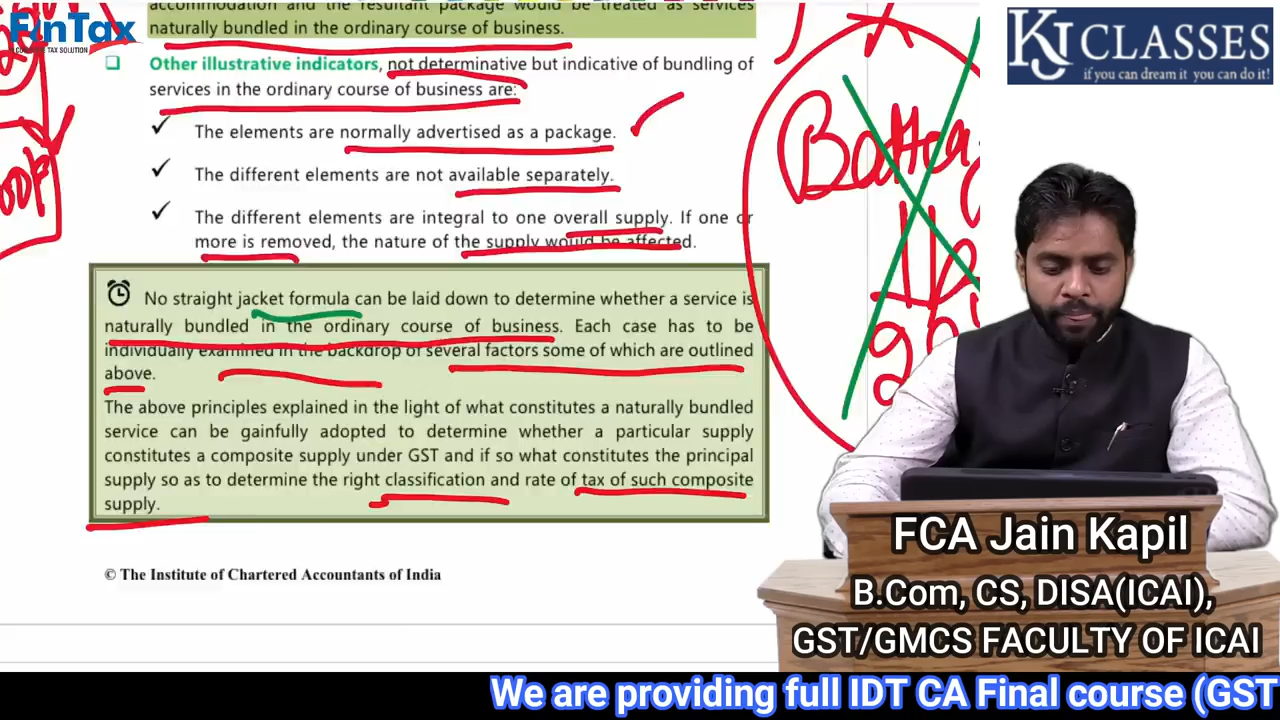 accommodation and the resultant package would be treated as services
naturally bundled in the ordinary course of business.
FinTax
KJ CLASSES
if you can dream it you can do it!
Other illustrative indicators, not determinative but indicative of bundling of
services in the ordinary course of business are:
The elements are normally advertised as a package.
The different elements are not available separately.
The different elements are integral to one overall supply. If one or
more is removed, the nature of the supply would be affected.
No straight jacket formula can be laid down to determine whether a service is
naturally bundled in the ordinary course of business. Each case has to be
individually examined in the backdrop of several factors some of which are outlined
above.
The above principles explained in the light of what constitutes a naturally bundled
service can be gainfully adopted to determine whether a particular supply
constitutes a composite supply under GST and if so what constitutes the principal
supply so as to determine the right classification and rate of tax of such composite
supply.
© The Institute of Chartered Accountants of India
FCA Jain Kapil
B.Com, CS, DISA(ICAI),
GST/GMCS FACULTY OF ICAI
We are providing full IDT CA Final course (GST